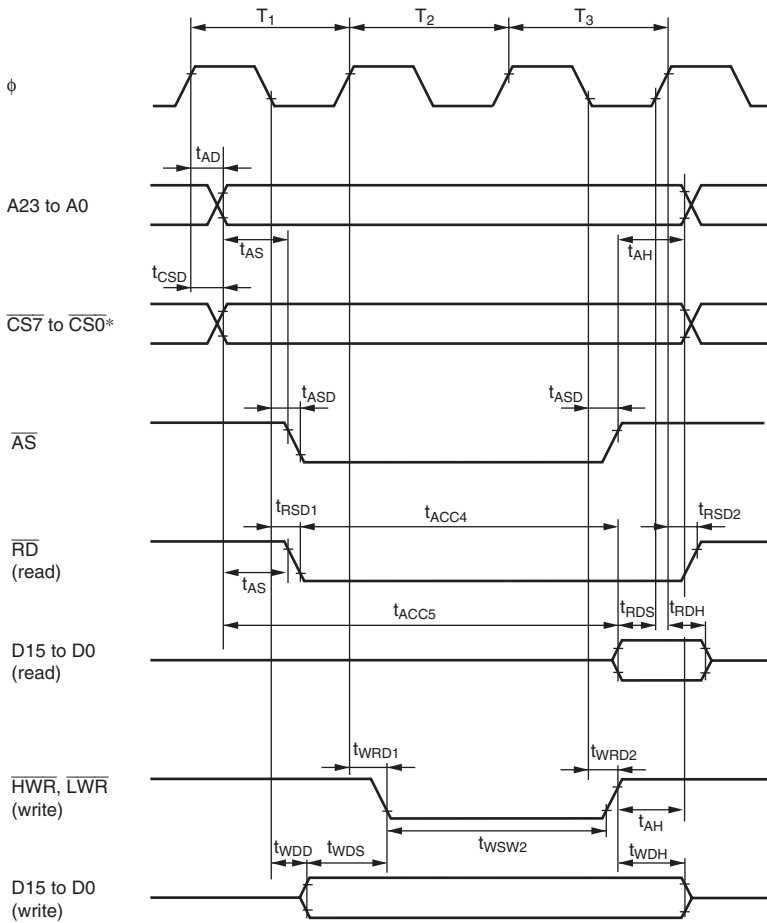 T1 T2 T3
φ
tAD
A23 to A0
tAS tAH
tCSD
CS7 to CS0*
tASD tASD
AS
tRSD1 tACC4 tRSD2
RD
(read)
tAS
tACC5 tRDS tRDH
D15 to D0
(read)
tWRD1 tWRD2
HWR, LWR
(write)
tAH
tWSW2
tWDD tWDS tWDH
D15 to D0
(write)